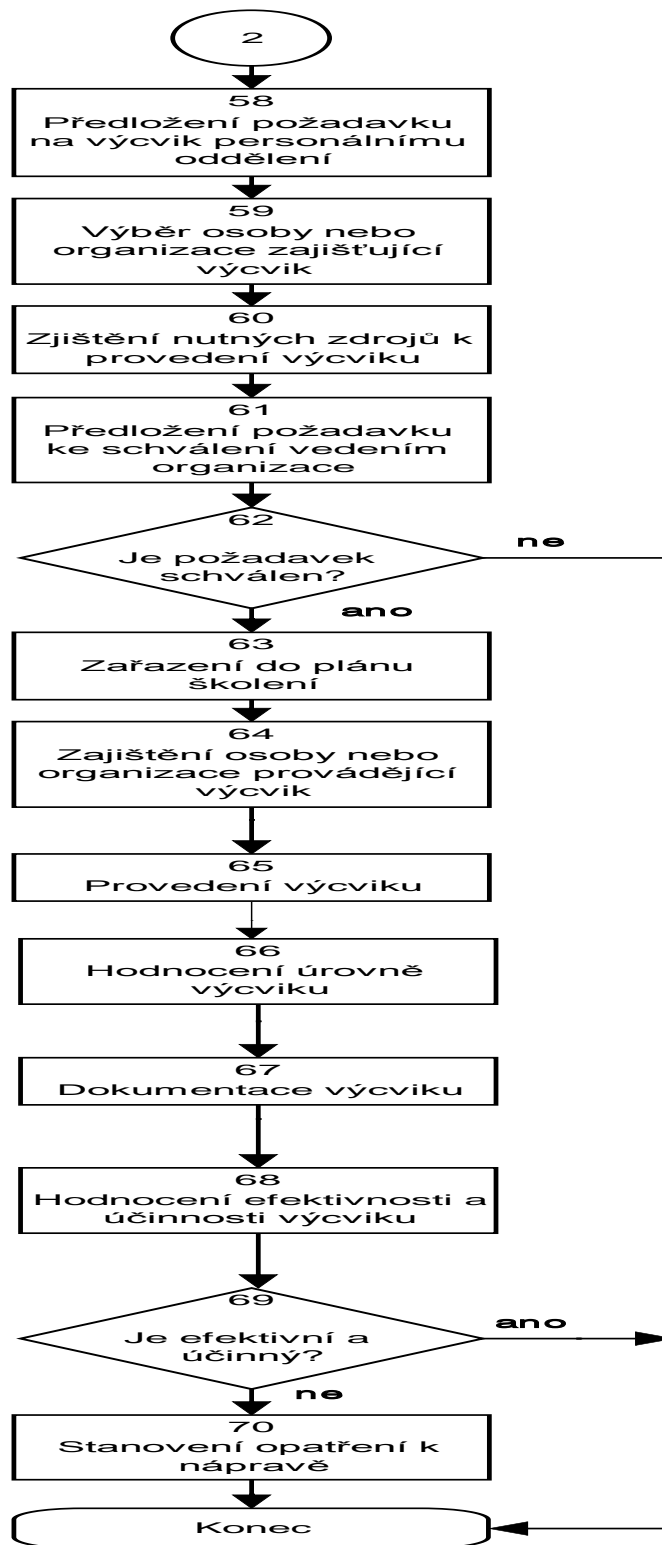 2
58
Předložení požadavku
na výcvik personálnímu
oddělení
59
Výběr osoby nebo
organizace zajišťující
výcvik
60
Zjištění nutných zdrojů k
provedení výcviku
61
Předložení požadavku
ke schválení vedením
organizace
62
Je požadavek
schválen?
ne
ano
63
Zařazení do plánu
školení
64
Zajištění osoby nebo
organizace provádějící
výcvik
65
Provedení výcviku
66
Hodnocení úrovně
výcviku
67
Dokumentace výcviku
68
Hodnocení efektivnosti a
účinnosti výcviku
69
Je efektivní a
účinný?
ano
ne
70
Stanovení opatření k
nápravě
Konec